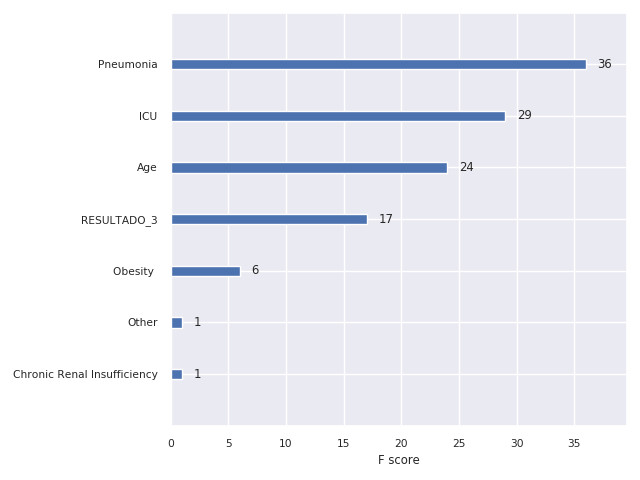 Pneumonia 36
ICU 29
Age 24
RESULTADO_3 17
Obesity 6
Other 1
Chronic Renal Insufficiency 1
0 5 10 15 20 25 30 35
F score